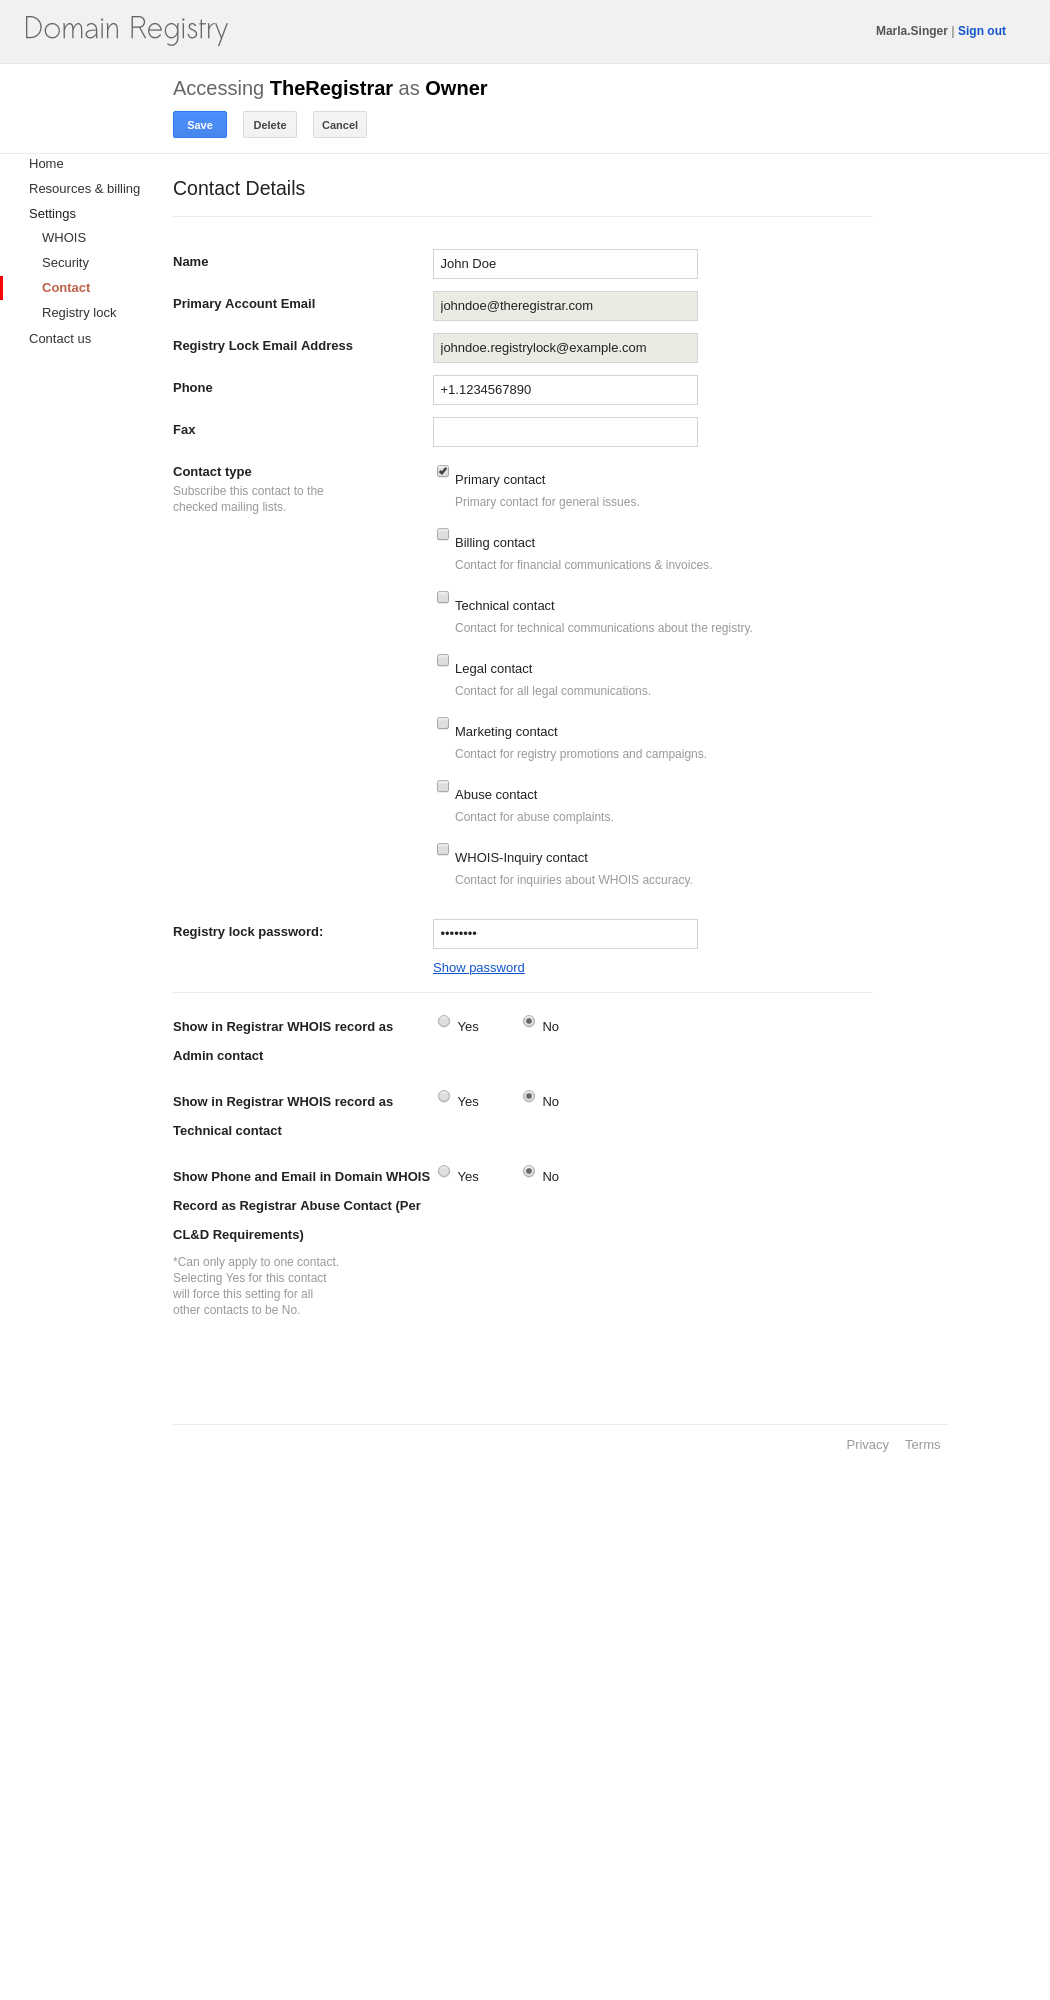 Domain Registry
Marla.Singer | Sign out
Accessing TheRegistrar as Owner
Save
Delete
Cancel
Home
Resources & billing
Settings
WHOIS
Security
Contact
Registry lock
Contact us
Contact Details
Name
John Doe
Primary Account Email
johndoe@theregistrar.com
Registry Lock Email Address
johndoe.registrylock@example.com
Phone
+1.1234567890
Fax
Contact type
Subscribe this contact to the
checked mailing lists.
Primary contact
Primary contact for general issues.
Billing contact
Contact for financial communications & invoices.
Technical contact
Contact for technical communications about the registry.
Legal contact
Contact for all legal communications.
Marketing contact
Contact for registry promotions and campaigns.
Abuse contact
Contact for abuse complaints.
WHOIS-Inquiry contact
Contact for inquiries about WHOIS accuracy.
Registry lock password:
••••••••
Show password
Show in Registrar WHOIS record as
Admin contact
Yes
No
Show in Registrar WHOIS record as
Technical contact
Yes
No
Show Phone and Email in Domain WHOIS
Record as Registrar Abuse Contact (Per
CL&D Requirements)
Yes
No
*Can only apply to one contact.
Selecting Yes for this contact
will force this setting for all
other contacts to be No.
Privacy
Terms